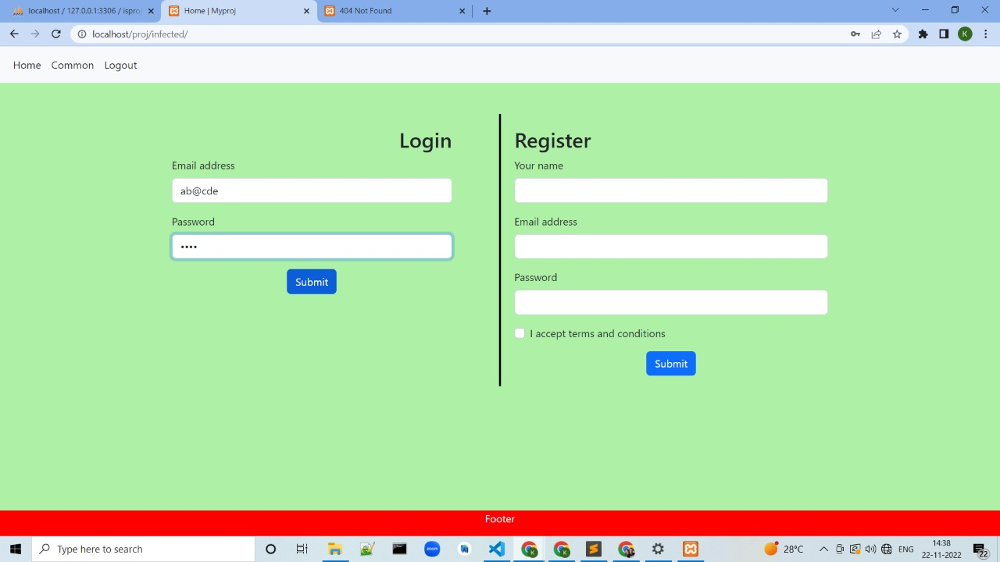 localhost / 127.0.0.1:3306 / ispro
Home | Myproj
404 Not Found
localhost/proj/infected/
K
Home Common Logout
Login
Email address
ab@cde
Password
••••
Submit
Register
Your name
Email address
Password
I accept terms and conditions
Submit
Footer
Type here to search
zoom
28°C
ENG
14:38
22-11-2022
22